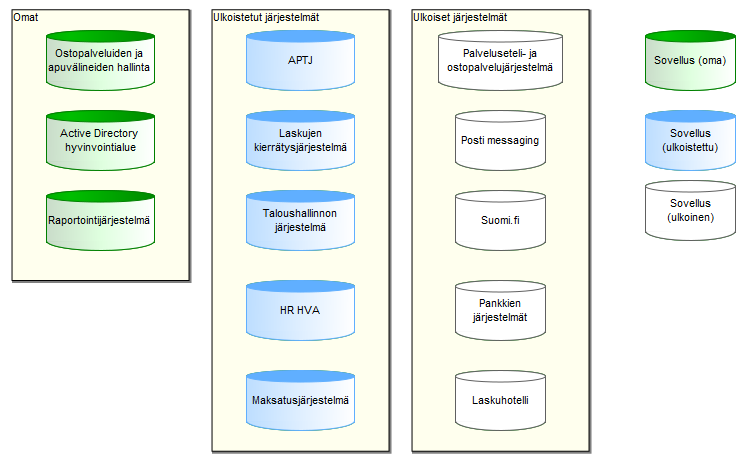 Omat
Ostopalveluiden ja
apuvälineiden hallinta
Active Directory
hyvinvointialue
Raportointijärjestelmä
Ulkoistetut järjestelmät
APTJ
Laskujen
kierrätysjärjestelmä
Taloushallinnon
järjestelmä
HR HVA
Maksatusjärjestelmä
Ulkoiset järjestelmät
Palveluseteli- ja
ostopalvelujärjestelmä
Posti messaging
Suomi.fi
Pankkien
järjestelmät
Laskuhotelli
Sovellus (oma)
Sovellus
(ulkoistettu)
Sovellus
(ulkoinen)